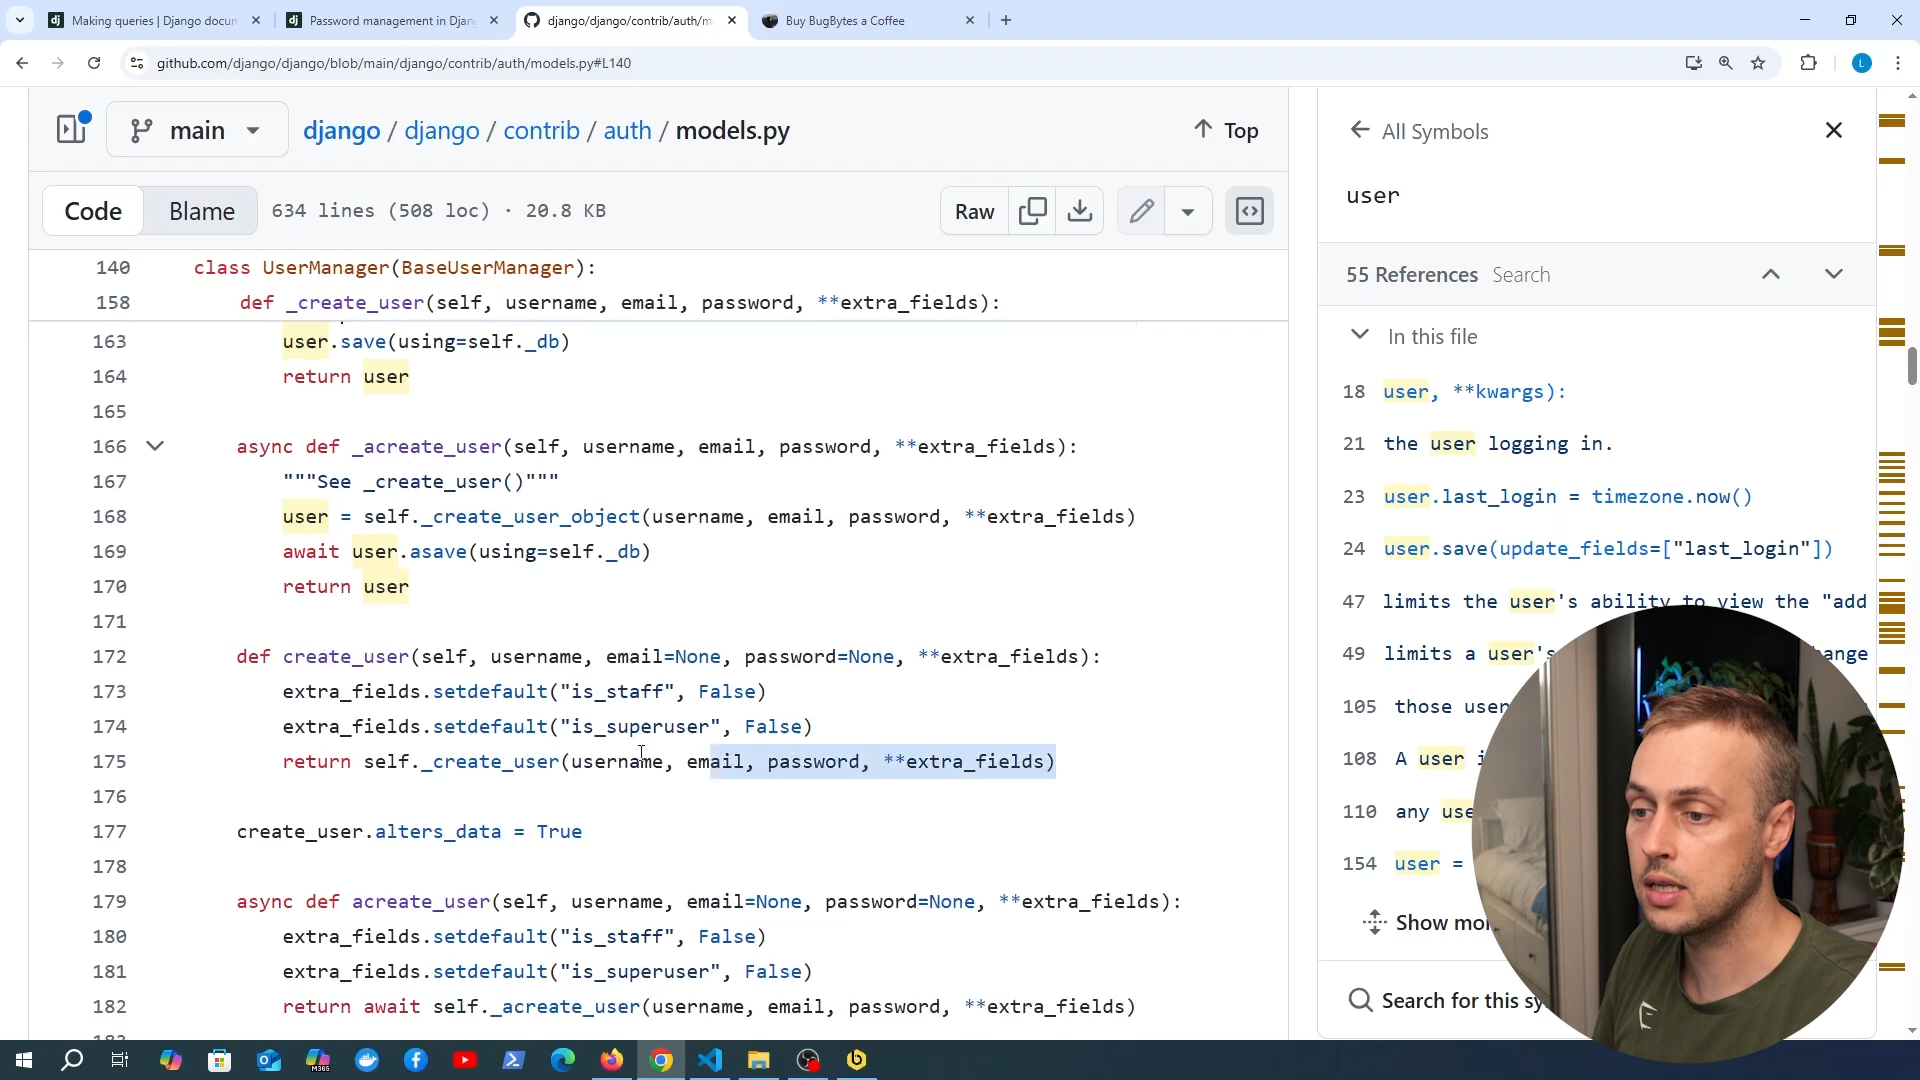 Making queries | Django docum
Password management in Djan
django/django/contrib/auth/m
Buy BugBytes a Coffee
github.com/django/django/blob/main/django/contrib/auth/models.py#L140
L
main
django / django / contrib / auth / models.py
Top
Code
Blame
634 lines (508 loc) · 20.8 KB
Raw
140 class UserManager(BaseUserManager):
158 def _create_user(self, username, email, password, **extra_fields):
163 user.save(using=self._db)
164 return user
165
166 async def _acreate_user(self, username, email, password, **extra_fields):
167 """See _create_user()"""
168 user = self._create_user_object(username, email, password, **extra_fields)
169 await user.asave(using=self._db)
170 return user
171
172 def create_user(self, username, email=None, password=None, **extra_fields):
173 extra_fields.setdefault("is_staff", False)
174 extra_fields.setdefault("is_superuser", False)
175 return self._create_user(username, email, password, **extra_fields)
176
177 create_user.alters_data = True
178
179 async def acreate_user(self, username, email=None, password=None, **extra_fields):
180 extra_fields.setdefault("is_staff", False)
181 extra_fields.setdefault("is_superuser", False)
182 return await self._acreate_user(username, email, password, **extra_fields)
All Symbols
user
55 References Search
In this file
18 user, **kwargs):
21 the user logging in.
23 user.last_login = timezone.now()
24 user.save(update_fields=["last_login"])
47 limits the user's ability to view the "add
49 limits a user's
105 those user
108 A user i
110 any use
154 user =
Show mo
Search for this sy
M365